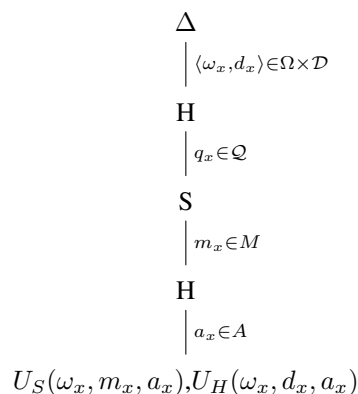 Δ
⟨ω_x,d_x⟩∈Ω×𝒟
H
q_x∈𝒬
S
m_x∈M
H
a_x∈A
U_S(ω_x, m_x, a_x),U_H(ω_x, d_x, a_x)